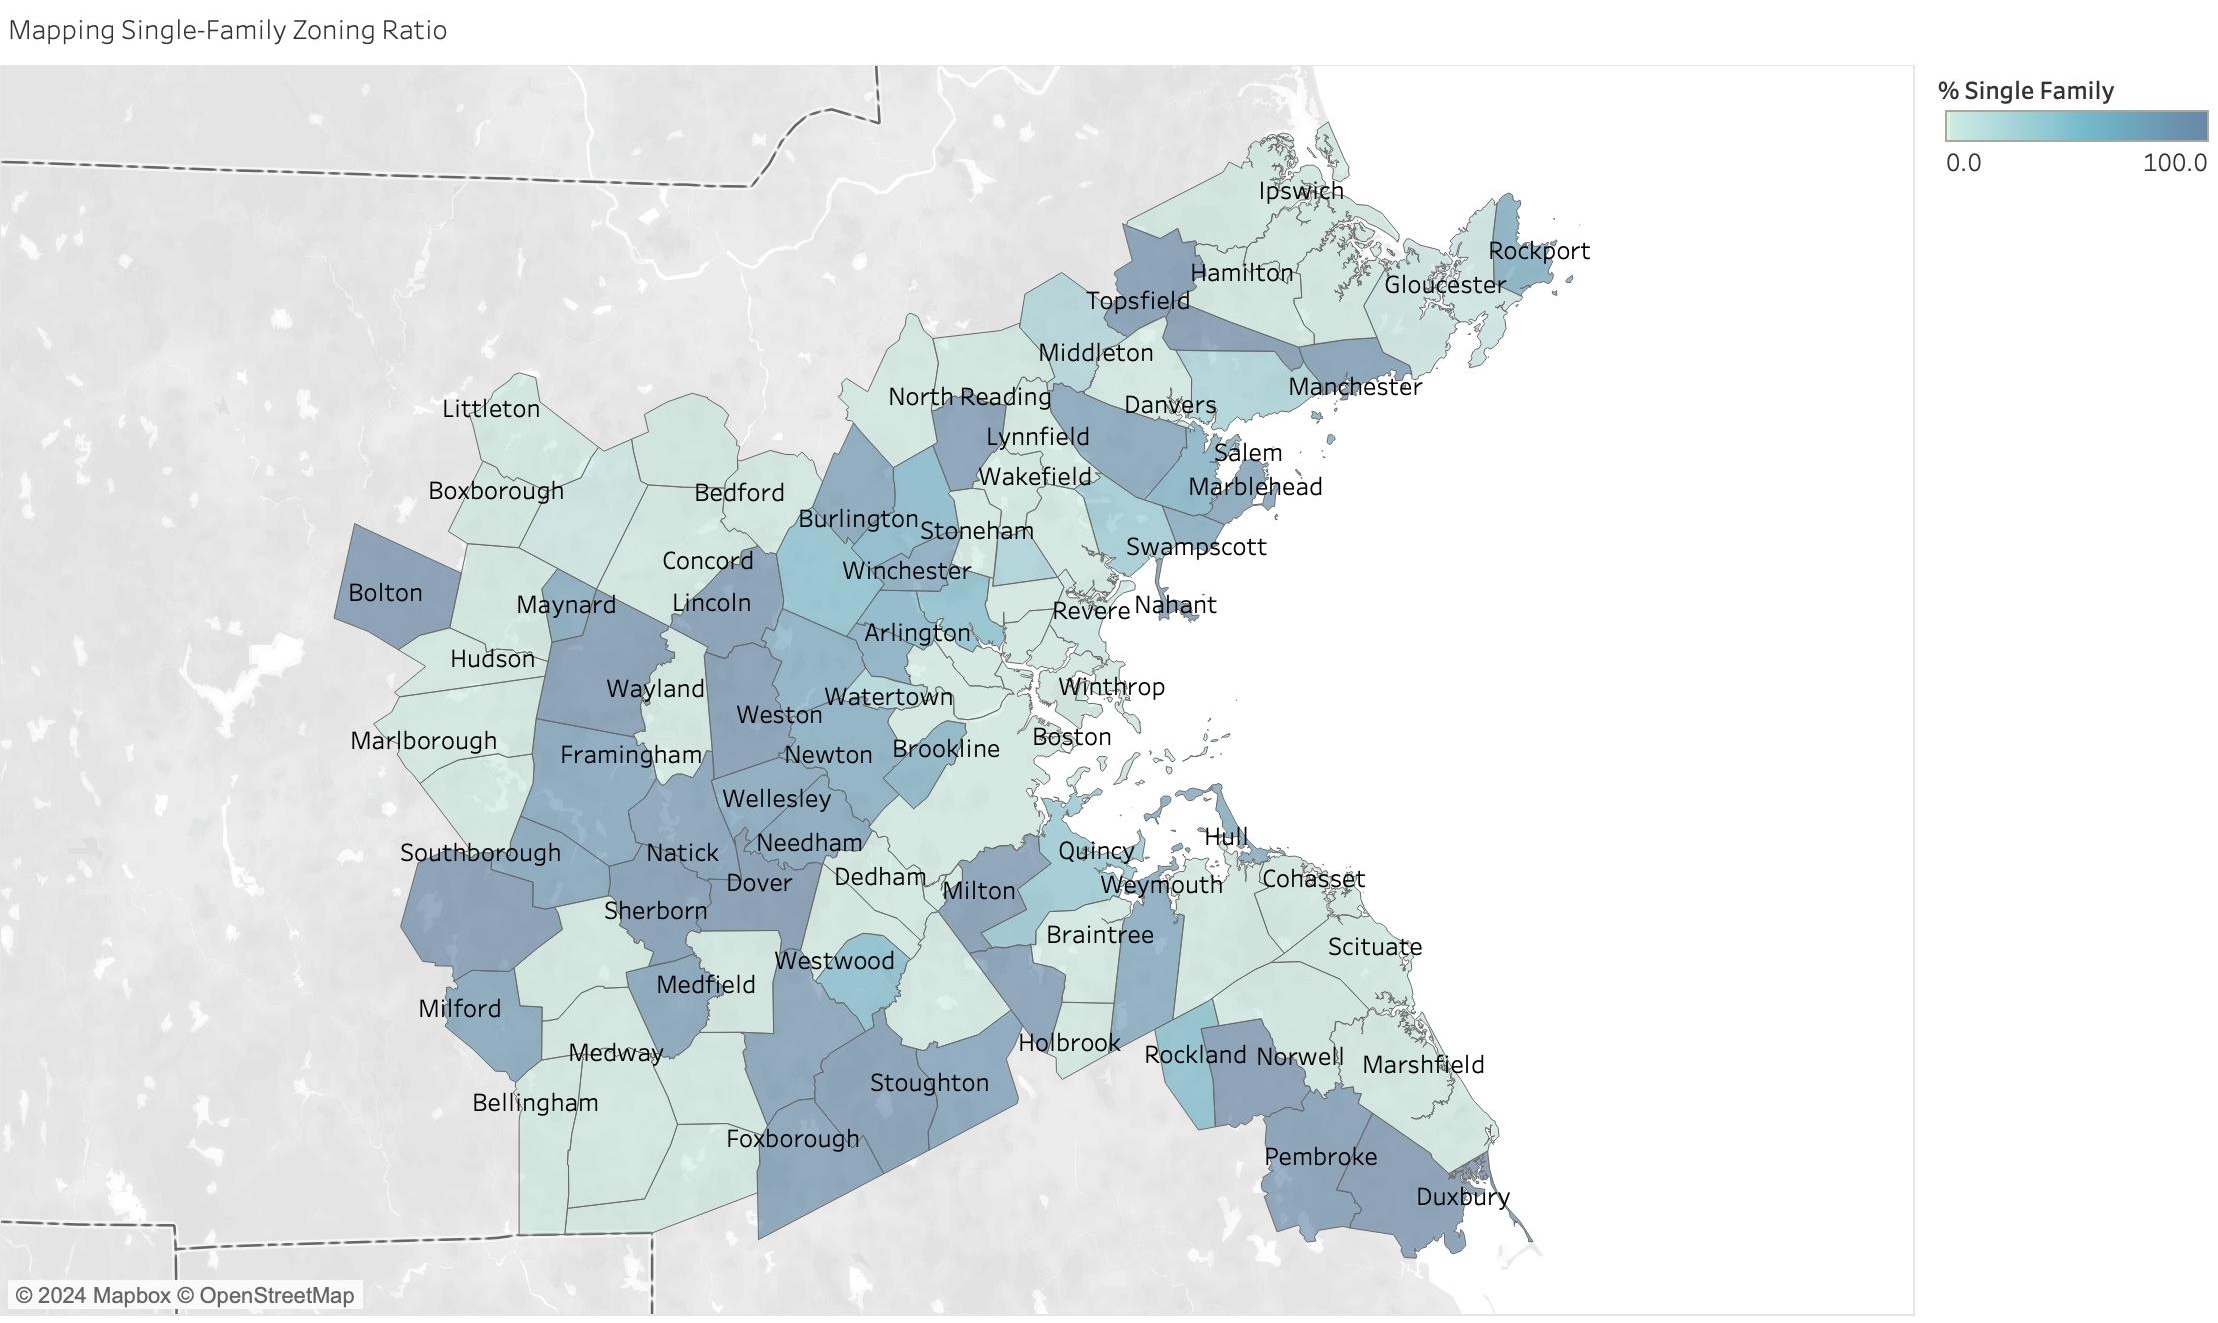 Mapping Single-Family Zoning Ratio
% Single Family
0.0 100.0
Ipswich
Rockport
Hamilton
Gloucester
Topsfield
Middleton
Manchester
North Reading
Danvers
Littleton
Lynnfield
Salem
Wakefield
Marblehead
Boxborough
Bedford
Burlington
Stoneham
Swampscott
Concord
Winchester
Bolton
Maynard
Lincoln
Revere
Nahant
Arlington
Hudson
Wayland
Watertown
Winthrop
Weston
Marlborough
Framingham
Newton
Brookline
Boston
Wellesley
Hull
Needham
Southborough
Natick
Quincy
Dedham
Dover
Milton
Weymouth
Cohasset
Sherborn
Braintree
Scituate
Westwood
Medfield
Milford
Holbrook
Medway
Rockland
Norwell
Marshfield
Stoughton
Bellingham
Foxborough
Pembroke
Duxbury
© 2024 Mapbox © OpenStreetMap